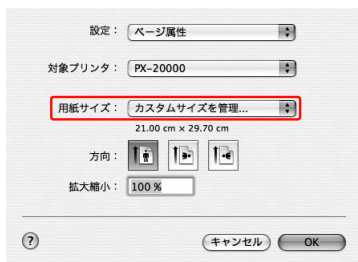 設定： ページ属性
対象プリンタ： PX-20000
用紙サイズ： カスタムサイズを管理...
21.00 cm × 29.70 cm
方向：
拡大縮小： 100 %
? キャンセル OK